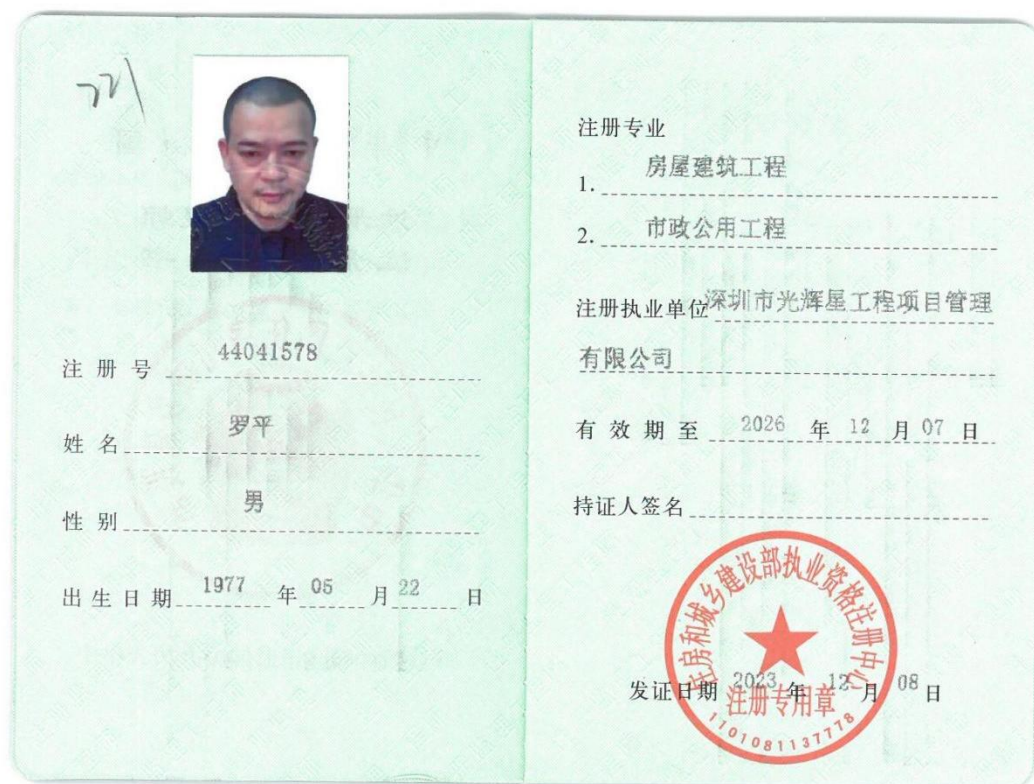 721
注册号 44041578
姓名 罗平
性别 男
出生日期 1977 年 05 月 22 日
注册专业
1. 房屋建筑工程
2. 市政公用工程
注册执业单位 深圳市光辉星工程项目管理
有限公司
有效期至 2026 年 12 月 07 日
持证人签名
住房和城乡建设部执业资格注册中心
发证日期 2023 年 12 月 08 日
注册专用章
1101081137778